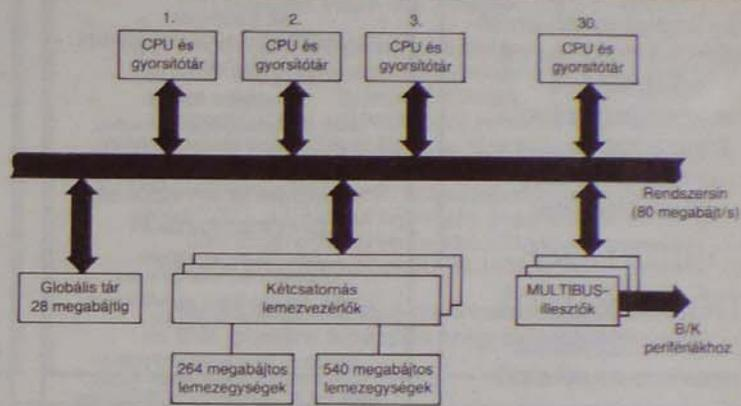 1.
2.
3.
30.
CPU és
gyorsítótár
CPU és
gyorsítótár
CPU és
gyorsítótár
CPU és
gyorsítótár
Rendszersín
(80 megabájt/s)
Globális tár
28 megabájtig
Kétcsatornás
lemezvezérlők
MULTIBUS-
illesztők
B/K
perifériákhoz
264 megabájtos
lemezegységek
540 megabájtos
lemezegységek